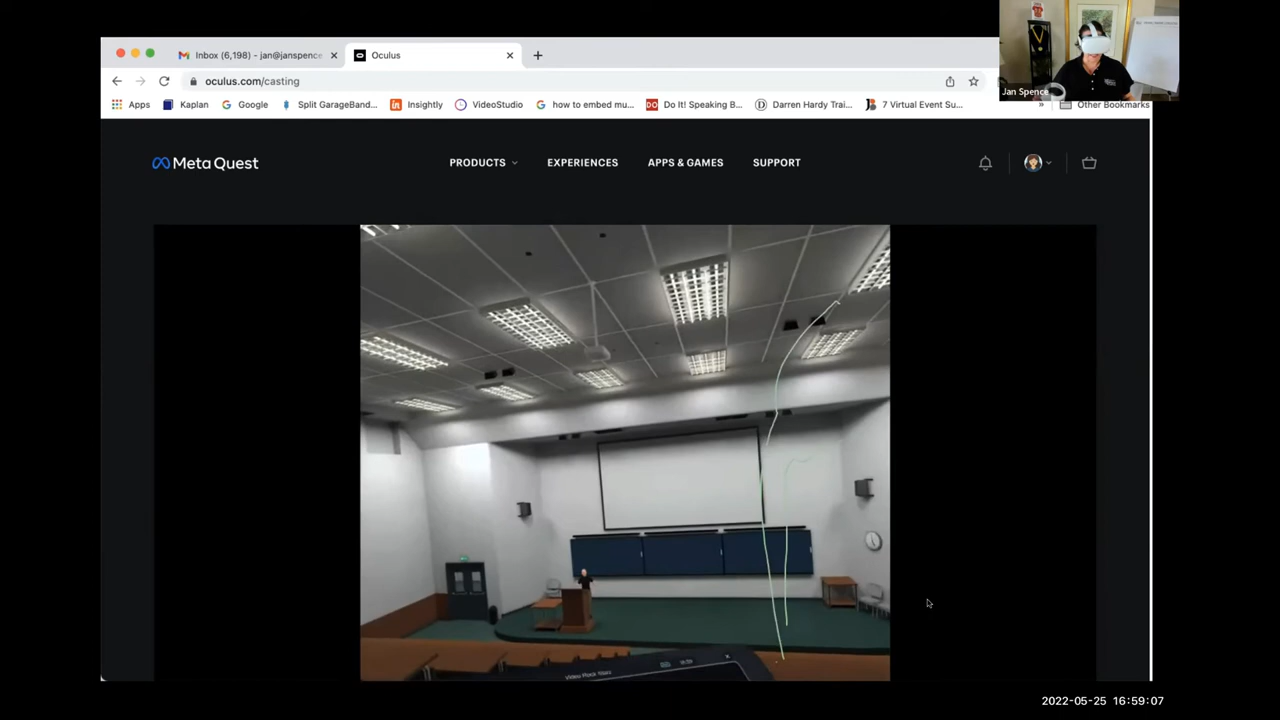 Inbox (6,198) - jan@janspence
Oculus
oculus.com/casting
Apps
Kaplan
Google
Split GarageBand...
Insightly
VideoStudio
how to embed mu...
Do It! Speaking B...
Darren Hardy Trai...
7 Virtual Event Su...
»
Other Bookmarks
Jan Spence
Meta Quest
PRODUCTS
EXPERIENCES
APPS & GAMES
SUPPORT
2022-05-25 16:59:07